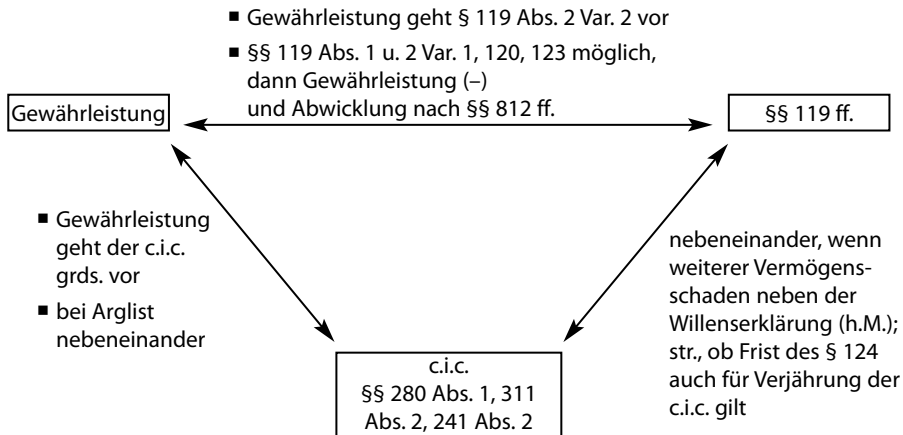 ■ Gewährleistung geht § 119 Abs. 2 Var. 2 vor
■ §§ 119 Abs. 1 u. 2 Var. 1, 120, 123 möglich,
dann Gewährleistung (–)
und Abwicklung nach §§ 812 ff.
Gewährleistung
§§ 119 ff.
■ Gewährleistung
geht der c.i.c.
grds. vor
■ bei Arglist
nebeneinander
nebeneinander, wenn
weiterer Vermögens-
schaden neben der
Willenserklärung (h.M.);
str., ob Frist des § 124
auch für Verjährung der
c.i.c. gilt
c.i.c.
§§ 280 Abs. 1, 311
Abs. 2, 241 Abs. 2